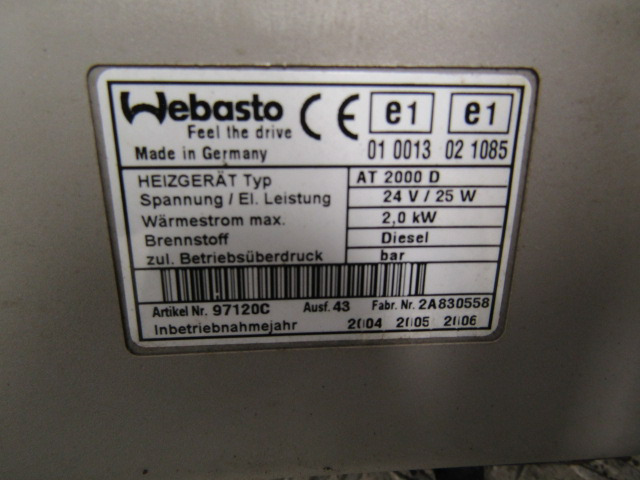 Webasto
Feel the drive
CE e1 e1
Made in Germany 01 0013 02 1085
HEIZGERÄT Typ AT 2000 D
Spannung / El. Leistung 24 V / 25 W
Wärmestrom max. 2,0 kW
Brennstoff Diesel
zul. Betriebsüberdruck bar
Artikel Nr. 97120C Ausf. 43 Fabr. Nr. 2A830558
Inbetriebnahmejahr 2004 2005 2006